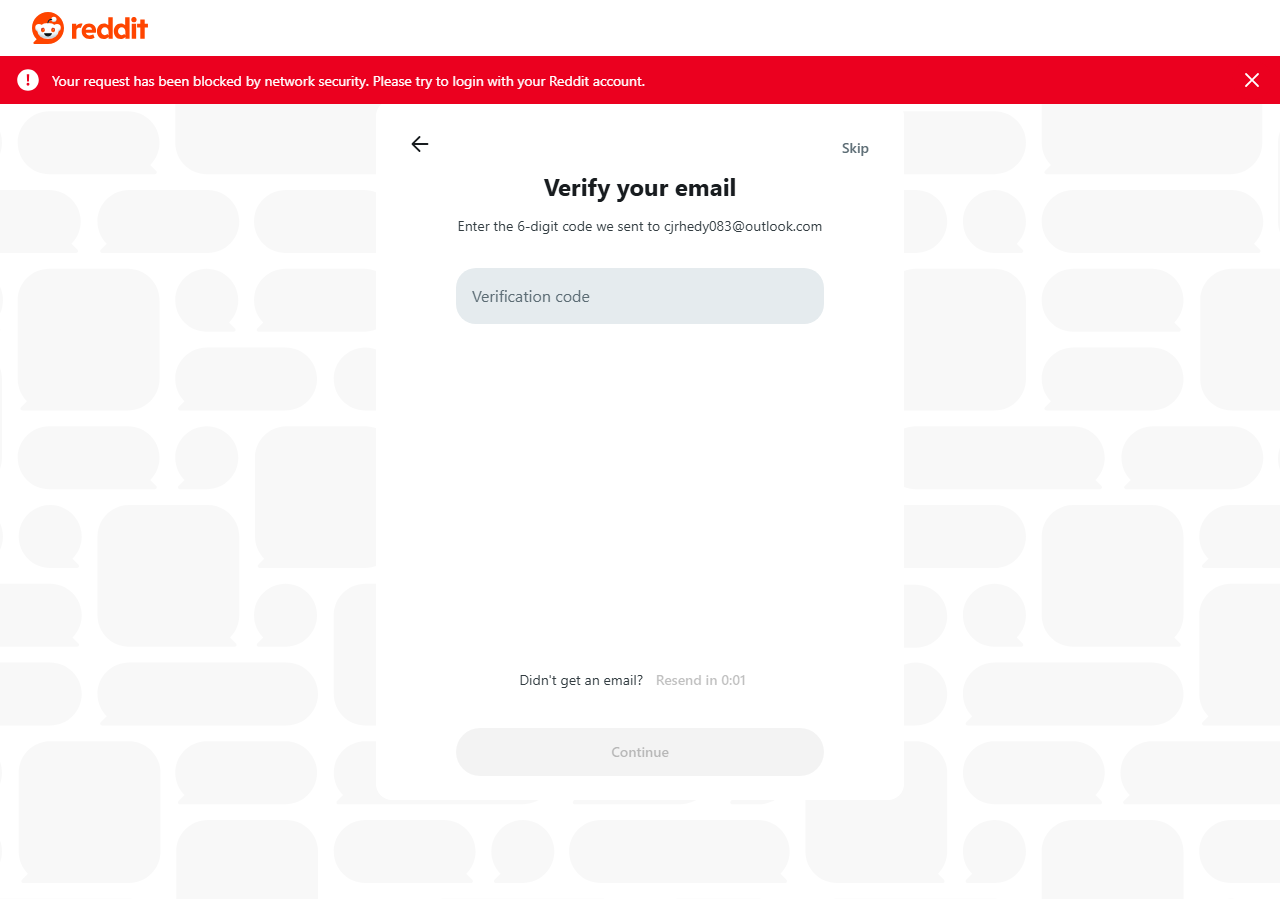 reddit
Your request has been blocked by network security. Please try to login with your Reddit account.
Skip
Verify your email
Enter the 6-digit code we sent to cjrhedy083@outlook.com
Verification code
Didn't get an email? Resend in 0:01
Continue